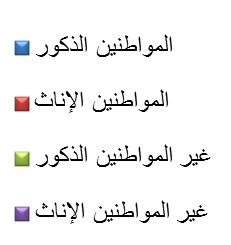 المواطنين الذكور
المواطنين الإناث
غير المواطنين الذكور
غير المواطنين الإناث